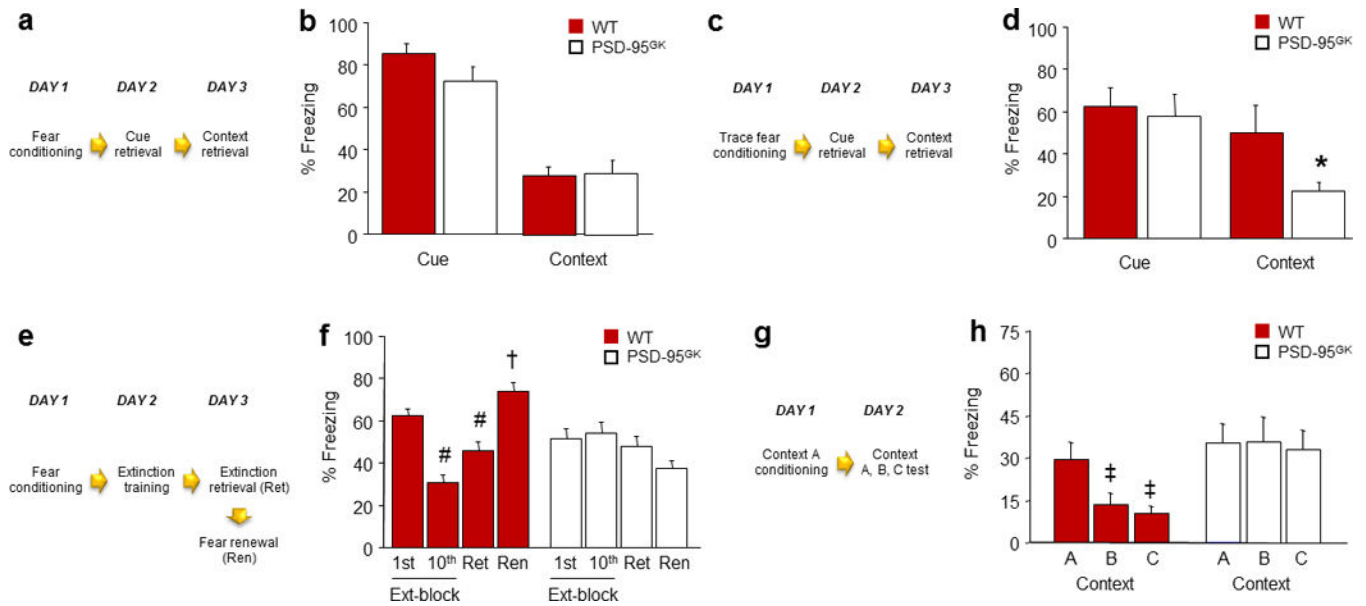 a
DAY 1 DAY 2 DAY 3
Fear conditioning
Cue retrieval
Context retrieval
b
WT
PSD-95GK
% Freezing
100
80
60
40
20
0
Cue Context
c
DAY 1 DAY 2 DAY 3
Trace fear conditioning
Cue retrieval
Context retrieval
d
WT
PSD-95GK
% Freezing
100
80
60
40
20
0
*
Cue Context
e
DAY 1 DAY 2 DAY 3
Fear conditioning
Extinction training
Extinction retrieval (Ret)
Fear renewal (Ren)
f
WT
PSD-95GK
% Freezing
100
80
60
40
20
0
# # †
1st 10th Ret Ren 1st 10th Ret Ren
Ext-block Ext-block
g
DAY 1 DAY 2
Context A conditioning
Context A, B, C test
h
WT
PSD-95GK
% Freezing
75
60
45
30
15
0
‡ ‡
A B C A B C
Context Context